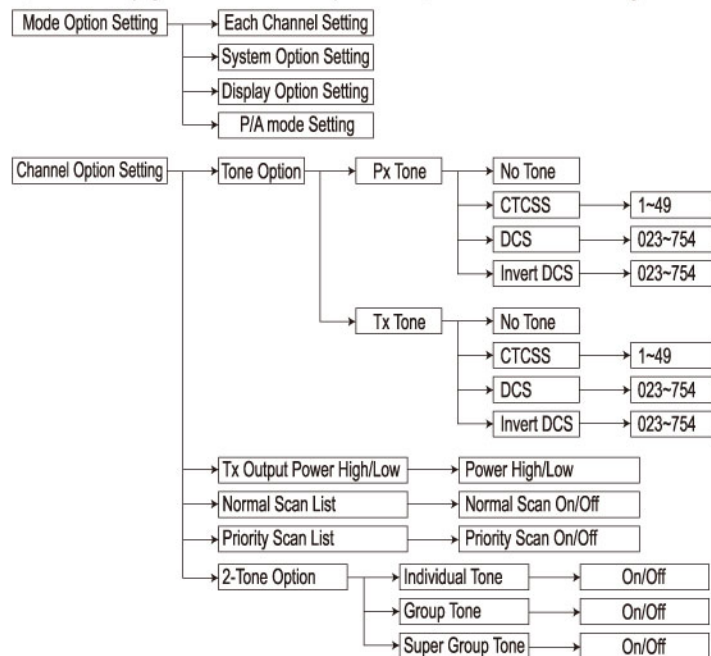 Mode Option Setting
Each Channel Setting
System Option Setting
Display Option Setting
P/A mode Setting
Channel Option Setting
Tone Option
Px Tone
No Tone
CTCSS
1~49
DCS
023~754
Invert DCS
023~754
Tx Tone
No Tone
CTCSS
1~49
DCS
023~754
Invert DCS
023~754
Tx Output Power High/Low
Power High/Low
Normal Scan List
Normal Scan On/Off
Priority Scan List
Priority Scan On/Off
2-Tone Option
Individual Tone
On/Off
Group Tone
On/Off
Super Group Tone
On/Off